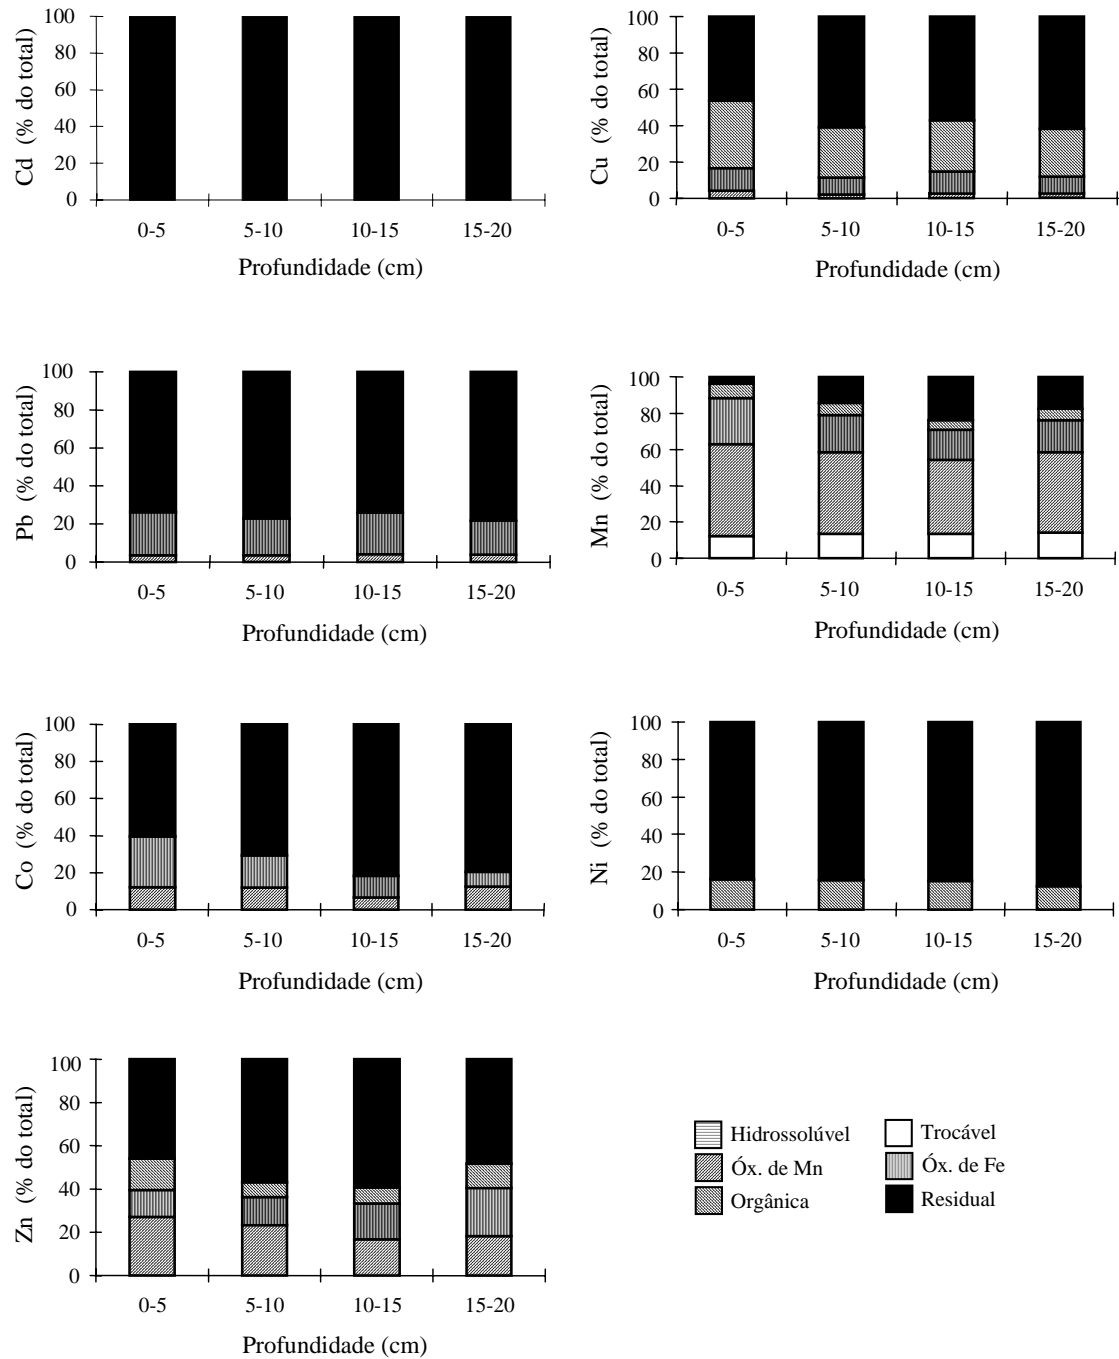 Cd (% do total)
100
80
60
40
20
0
0-5 5-10 10-15 15-20
Profundidade (cm)
Cu (% do total)
100
80
60
40
20
0
0-5 5-10 10-15 15-20
Profundidade (cm)
Pb (% do total)
100
80
60
40
20
0
0-5 5-10 10-15 15-20
Profundidade (cm)
Mn (% do total)
100
80
60
40
20
0
0-5 5-10 10-15 15-20
Profundidade (cm)
Co (% do total)
100
80
60
40
20
0
0-5 5-10 10-15 15-20
Profundidade (cm)
Ni (% do total)
100
80
60
40
20
0
0-5 5-10 10-15 15-20
Profundidade (cm)
Zn (% do total)
100
80
60
40
20
0
0-5 5-10 10-15 15-20
Profundidade (cm)
Hidrossolúvel Trocável
Óx. de Mn Óx. de Fe
Orgânica Residual